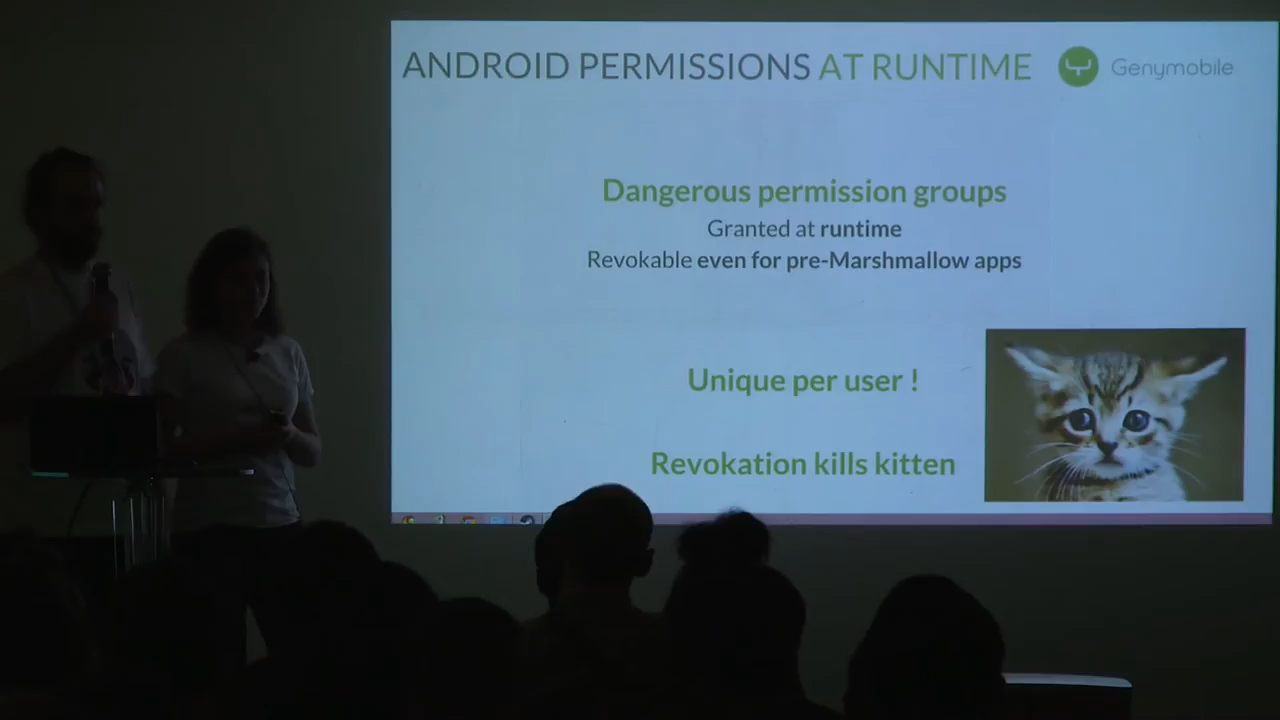 ANDROID PERMISSIONS AT RUNTIME
Genymobile
Dangerous permission groups
Granted at runtime
Revokable even for pre-Marshmallow apps
Unique per user !
Revokation kills kitten